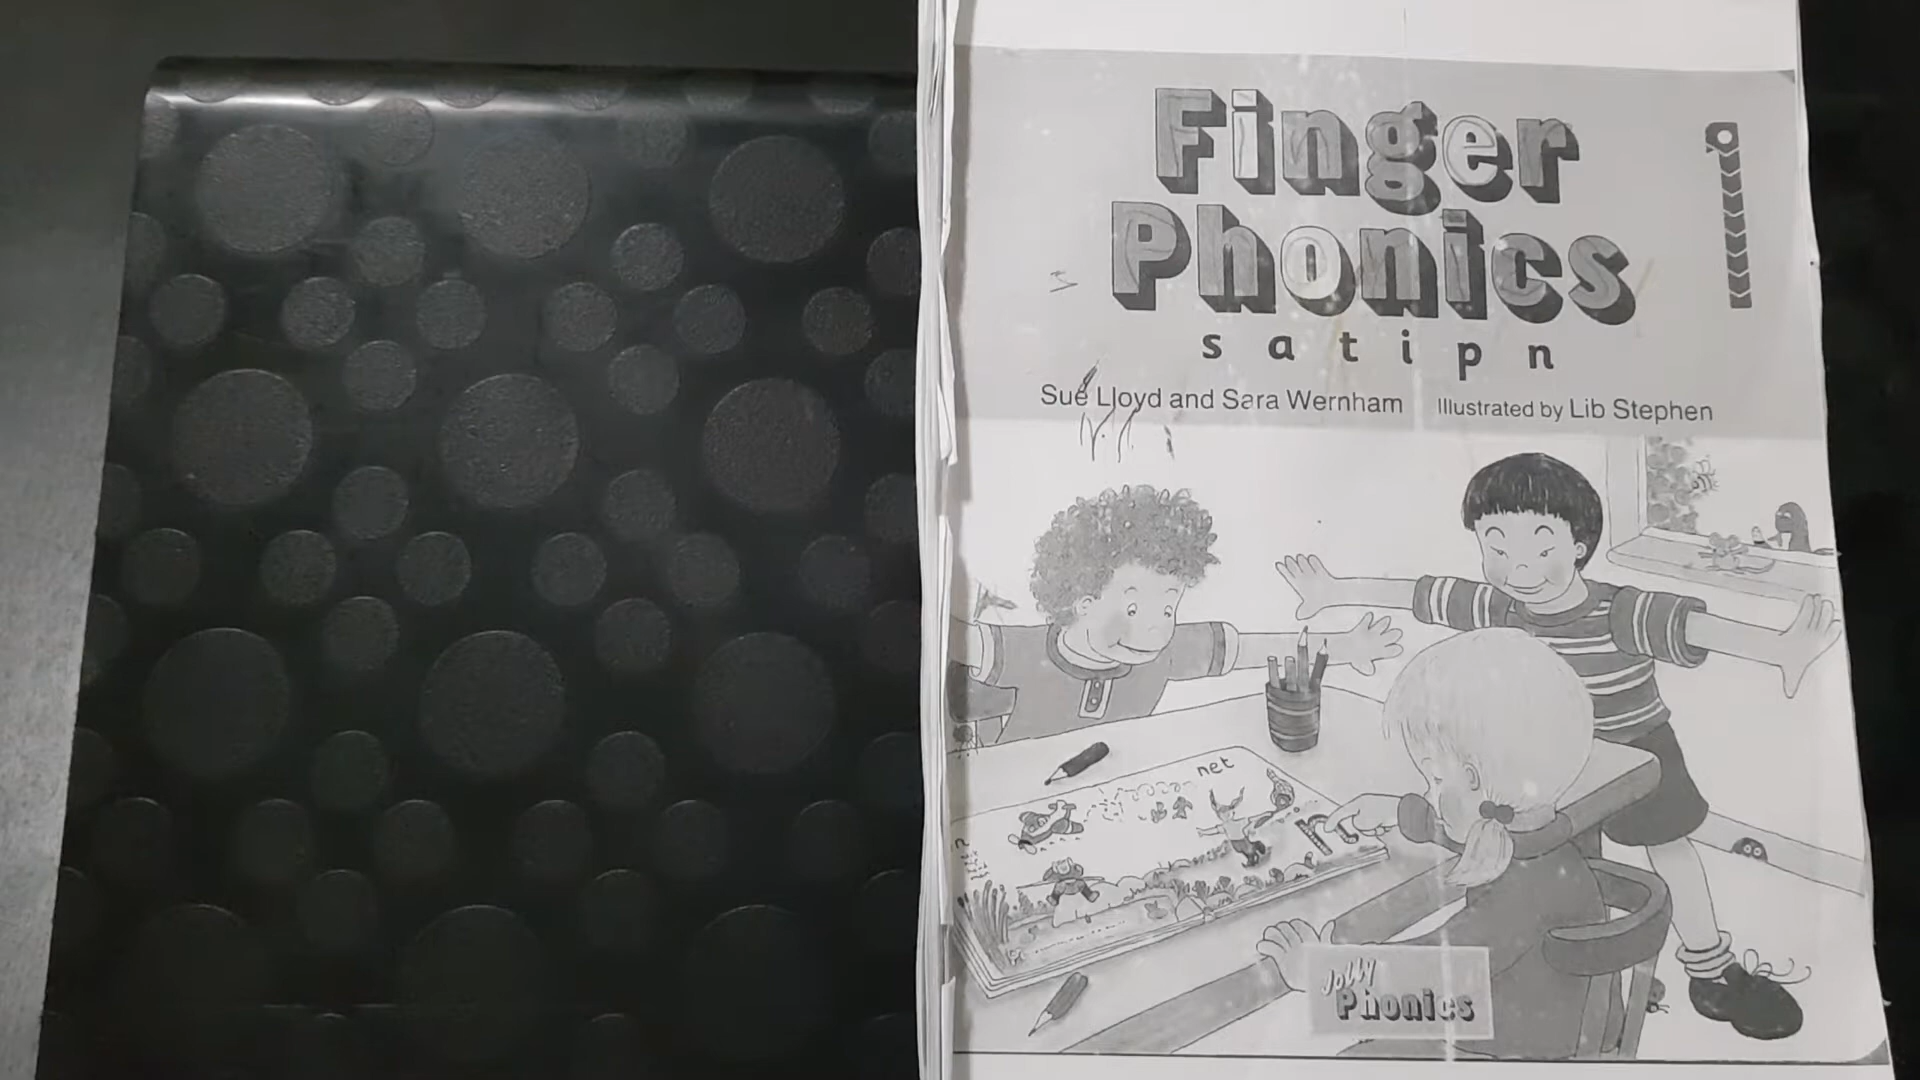 Finger
Phonics
1
s a t i p n
Sue Lloyd and Sara Wernham Illustrated by Lib Stephen
net
n
n
Jolly
Phonics